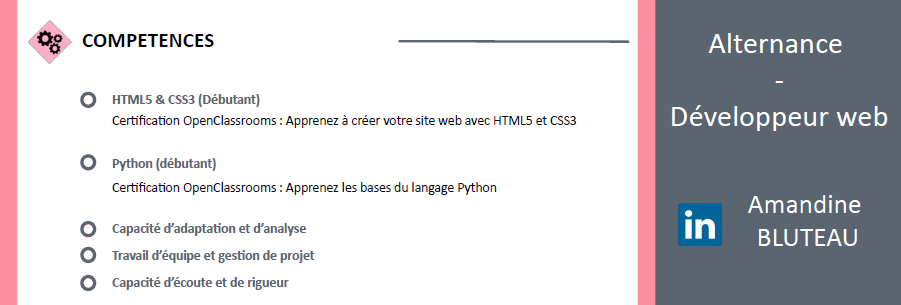 COMPETENCES
HTML5 & CSS3 (Débutant)
Certification OpenClassrooms : Apprenez à créer votre site web avec HTML5 et CSS3
Python (débutant)
Certification OpenClassrooms : Apprenez les bases du langage Python
Capacité d'adaptation et d'analyse
Travail d'équipe et gestion de projet
Capacité d'écoute et de rigueur
Alternance
-
Développeur web
in
Amandine
BLUTEAU